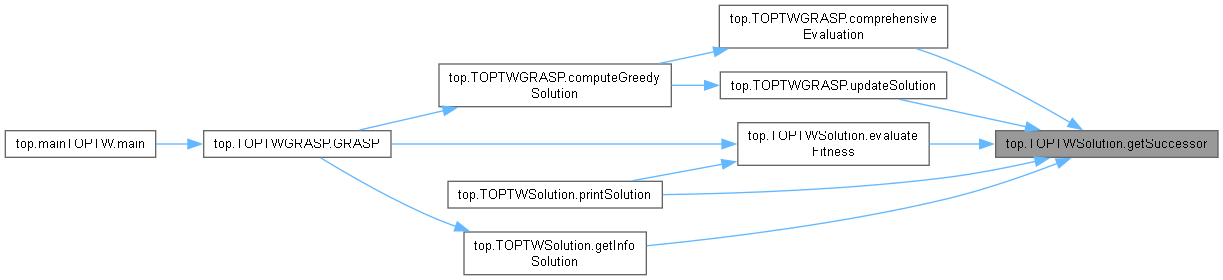 top.TOPTWGRASP.comprehensive
Evaluation
top.TOPTWGRASP.computeGreedy
Solution
top.TOPTWGRASP.updateSolution
top.mainTOPTW.main
top.TOPTWGRASP.GRASP
top.TOPTWSolution.evaluate
Fitness
top.TOPTWSolution.getSuccessor
top.TOPTWSolution.printSolution
top.TOPTWSolution.getInfo
Solution